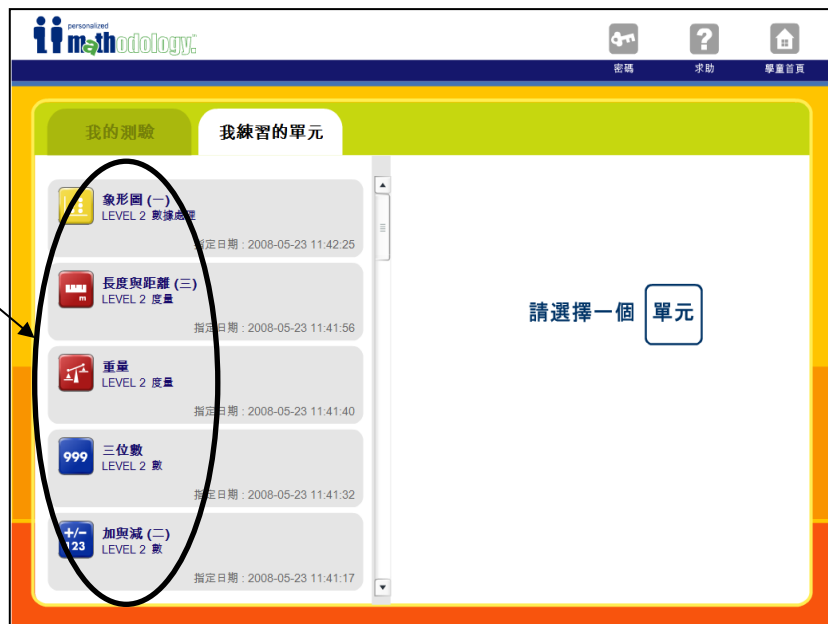 personalized
mathodology™
密碼
求助
學童首頁
我的測驗
我練習的單元
象形圖 (一)
LEVEL 2 數據處理
指定日期 : 2008-05-23 11:42:25
m
長度與距離 (三)
LEVEL 2 度量
指定日期 : 2008-05-23 11:41:56
重量
LEVEL 2 度量
指定日期 : 2008-05-23 11:41:40
999
三位數
LEVEL 2 數
指定日期 : 2008-05-23 11:41:32
+/-
123
加與減 (二)
LEVEL 2 數
指定日期 : 2008-05-23 11:41:17
請選擇一個 單元